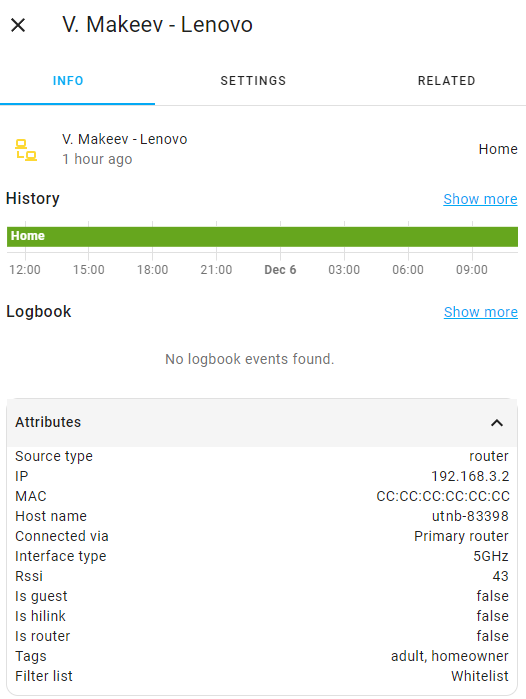 V. Makeev - Lenovo
INFO SETTINGS RELATED
V. Makeev - Lenovo
1 hour ago
Home
History Show more
Home
12:00 15:00 18:00 21:00 Dec 6 03:00 06:00 09:00
Logbook Show more
No logbook events found.
Attributes
Source type router
IP 192.168.3.2
MAC CC:CC:CC:CC:CC:CC
Host name utnb-83398
Connected via Primary router
Interface type 5GHz
Rssi 43
Is guest false
Is hilink false
Is router false
Tags adult, homeowner
Filter list Whitelist